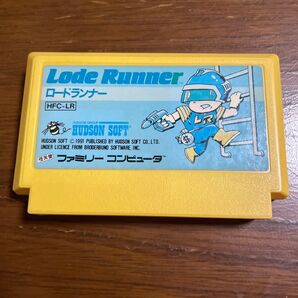 Lode Runner
ロードランナー
HFC-LR
HUDSON SOFT
HUDSON SOFT © 1991 PUBLISHED BY HUDSON SOFT CO.,LTD.
UNDER LICENCE FROM BRODERBUND SOFTWARE, INC.
ファミリー コンピュータ
LR